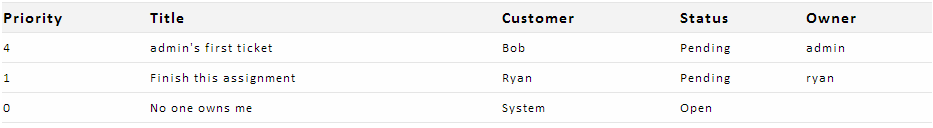 Priority Title Customer Status Owner
4 admin's first ticket Bob Pending admin
1 Finish this assignment Ryan Pending ryan
0 No one owns me System Open